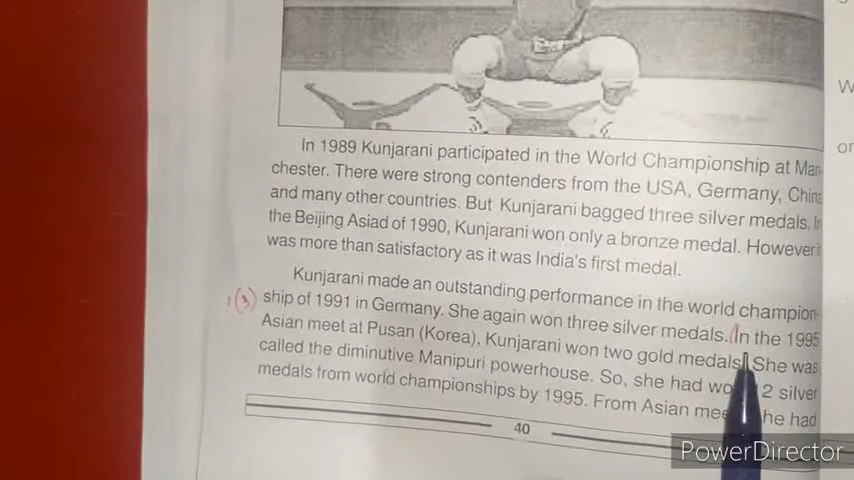 In 1989 Kunjarani participated in the World Championship at Man
chester. There were strong contenders from the USA, Germany, China
and many other countries. But Kunjarani bagged three silver medals. In
the Beijing Asiad of 1990, Kunjarani won only a bronze medal. However
was more than satisfactory as it was India's first medal.
Kunjarani made an outstanding performance in the world champion-
(3) ship of 1991 in Germany. She again won three silver medals. (In the 1995
Asian meet at Pusan (Korea), Kunjarani won two gold medals. She was
called the diminutive Manipuri powerhouse. So, she had wo 2 silver
medals from world championships by 1995. From Asian mee he had
40
PowerDirector
W
or